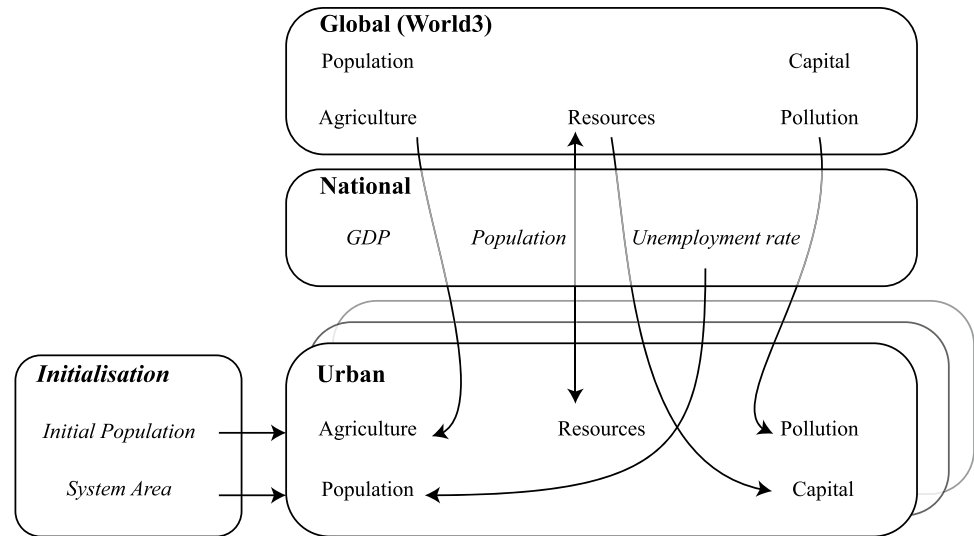 Global (World3)
Population Capital
Agriculture Resources Pollution
National
GDP Population Unemployment rate
Initialisation
Initial Population
System Area
Urban
Agriculture Resources Pollution
Population Capital